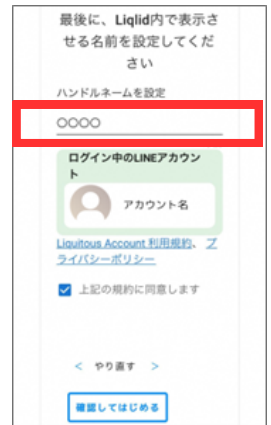 最後に、Liqlid内で表示さ
せる名前を設定してくだ
さい
ハンドルネームを設定
○○○○
ログイン中のLINEアカウン
ト
アカウント名
Liquitous Account 利用規約、 プ
ライバシーポリシー
上記の規約に同意します
< やり直す >
確認してはじめる